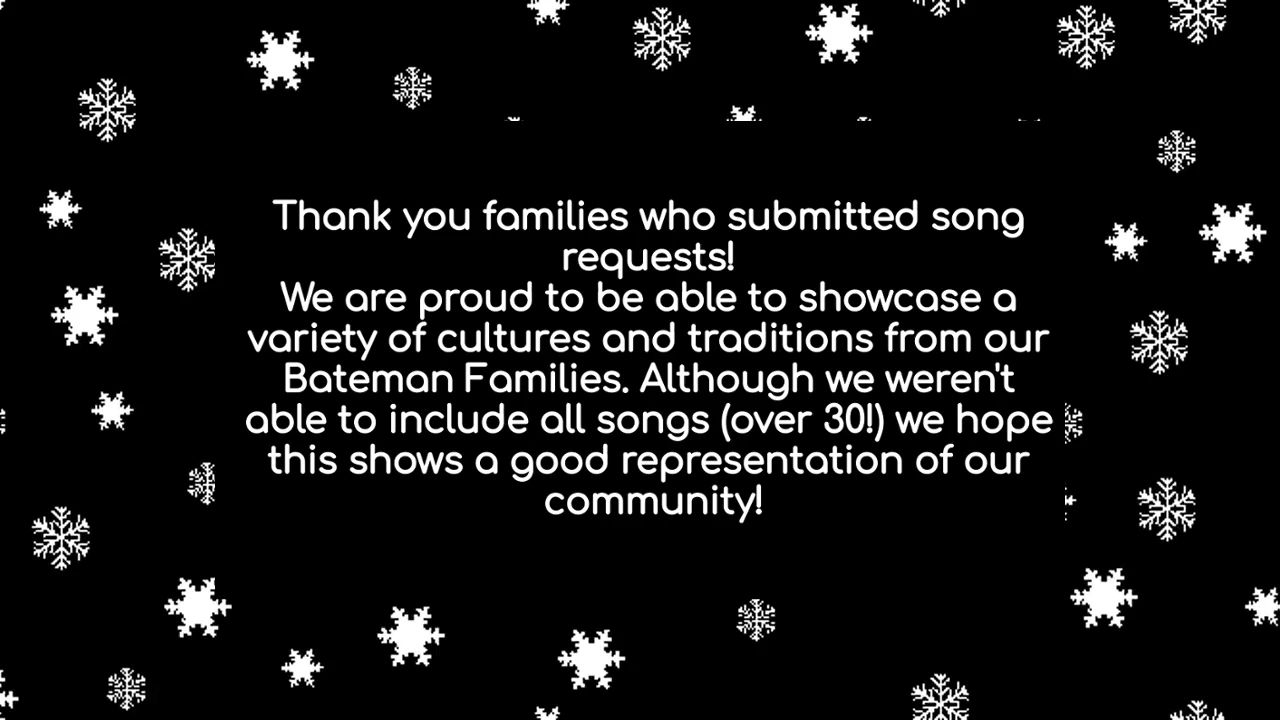 Thank you families who submitted song
requests!
We are proud to be able to showcase a
variety of cultures and traditions from our
Bateman Families. Although we weren't
able to include all songs (over 30!) we hope
this shows a good representation of our
community!